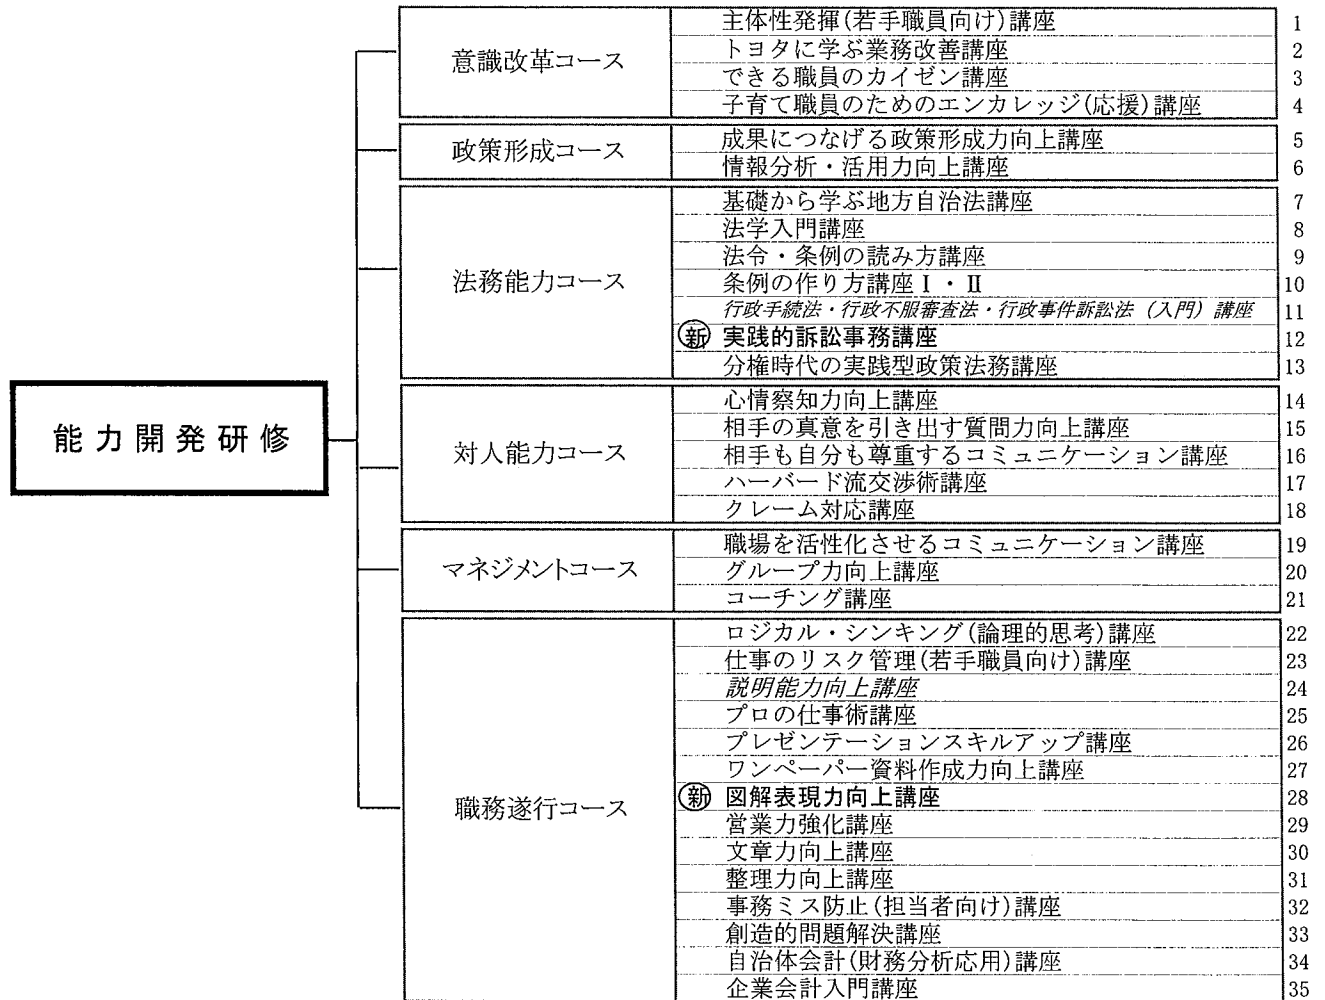 能力開発研修
意識改革コース
主体性発揮(若手職員向け)講座 1
トヨタに学ぶ業務改善講座 2
できる職員のカイゼン講座 3
子育て職員のためのエンカレッジ(応援)講座 4
政策形成コース
成果につなげる政策形成力向上講座 5
情報分析・活用力向上講座 6
法務能力コース
基礎から学ぶ地方自治法講座 7
法学入門講座 8
法令・条例の読み方講座 9
条例の作り方講座Ⅰ・Ⅱ 10
行政手続法・行政不服審査法・行政事件訴訟法（入門）講座 11
新 実践的訴訟事務講座 12
分権時代の実践型政策法務講座 13
対人能力コース
心情察知力向上講座 14
相手の真意を引き出す質問力向上講座 15
相手も自分も尊重するコミュニケーション講座 16
ハーバード流交渉術講座 17
クレーム対応講座 18
マネジメントコース
職場を活性化させるコミュニケーション講座 19
グループ力向上講座 20
コーチング講座 21
職務遂行コース
ロジカル・シンキング(論理的思考)講座 22
仕事のリスク管理(若手職員向け)講座 23
説明能力向上講座 24
プロの仕事術講座 25
プレゼンテーションスキルアップ講座 26
ワンペーパー資料作成力向上講座 27
新 図解表現力向上講座 28
営業力強化講座 29
文章力向上講座 30
整理力向上講座 31
事務ミス防止(担当者向け)講座 32
創造的問題解決講座 33
自治体会計(財務分析応用)講座 34
企業会計入門講座 35